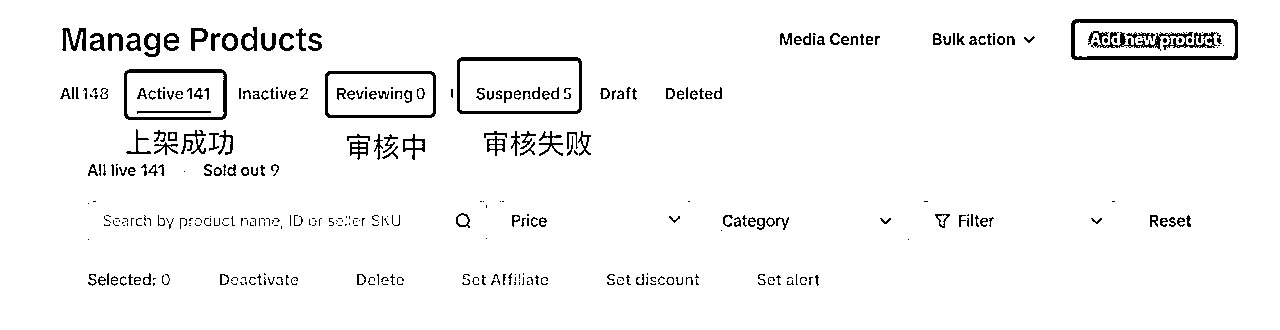 Manage Products
Media Center
Bulk action
Add new product
All 148
Active 141
Inactive 2
Reviewing 0
Suspended 5
Draft
Deleted
上架成功
审核中
审核失败
All live 141 · Sold out 9
Search by product name, ID or seller SKU
Price
Category
Filter
Reset
Selected: 0
Deactivate
Delete
Set Affiliate
Set discount
Set alert